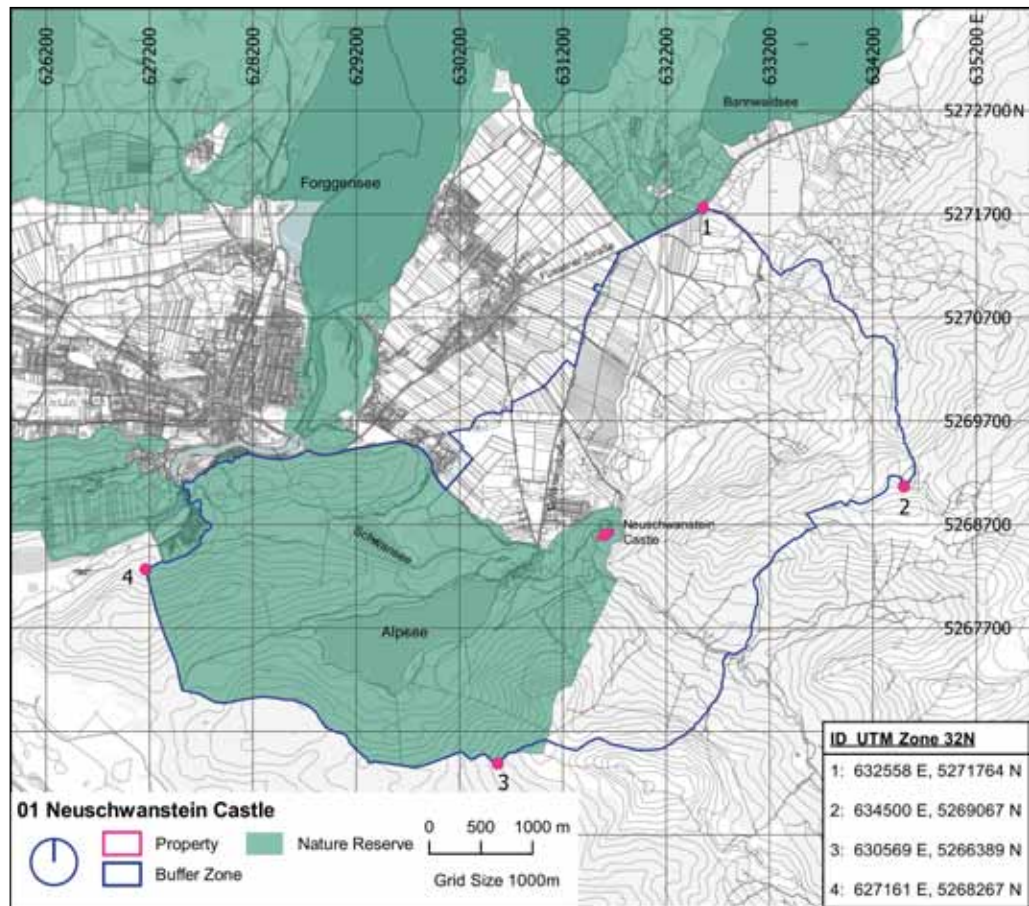 626200
627200
628200
629200
630200
631200
632200
633200
634200
635200 E
Bannwaldsee
5272700 N
Forggensee
5271700
1
5270700
5269700
2
5268700
Neuschwanstein
Castle
Schwansee
4
Alpsee
5267700
3
ID UTM Zone 32N
1: 632558 E, 5271764 N
2: 634500 E, 5269067 N
3: 630569 E, 5266389 N
4: 627161 E, 5268267 N
01 Neuschwanstein Castle
Property
Buffer Zone
Nature Reserve
0 500 1000 m
Grid Size 1000m